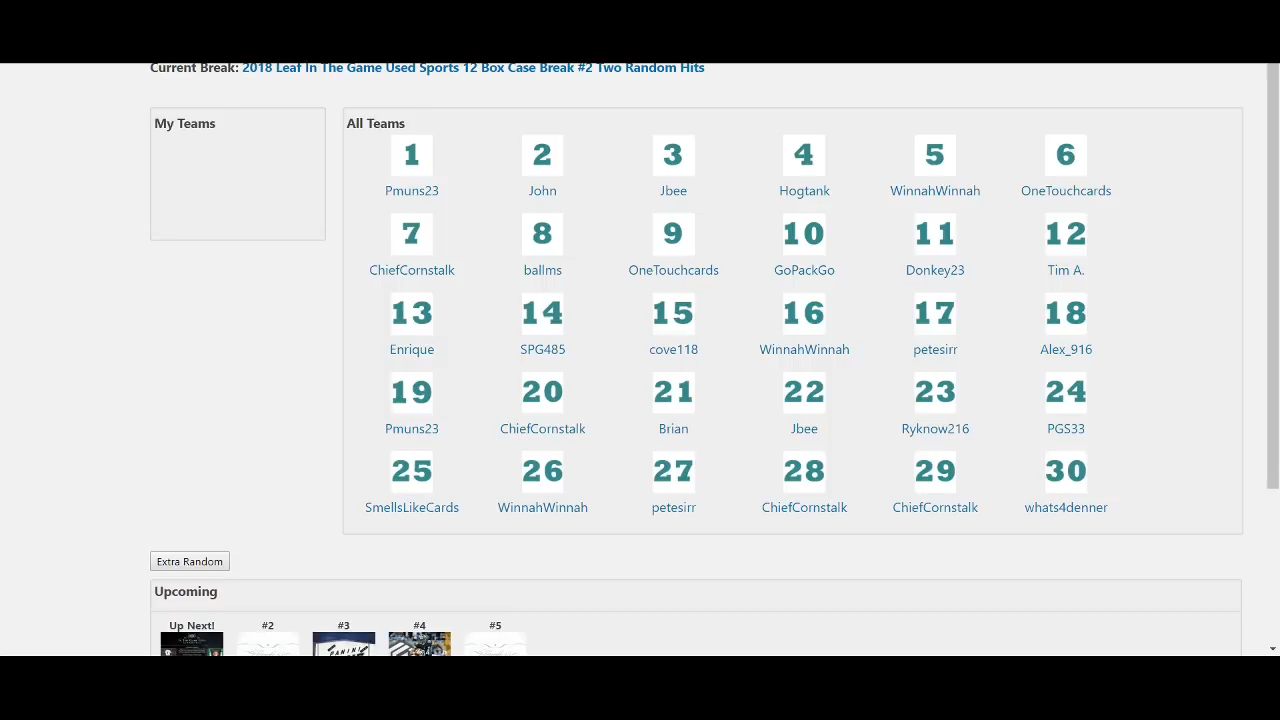 Current Break: 2018 Leaf In The Game Used Sports 12 Box Case Break #2 Two Random Hits
My Teams
All Teams
1 2 3 4 5 6
Pmuns23 John Jbee Hogtank WinnahWinnah OneTouchcards
7 8 9 10 11 12
ChiefCornstalk ballms OneTouchcards GoPackGo Donkey23 Tim A.
13 14 15 16 17 18
Enrique SPG485 cove118 WinnahWinnah petesirr Alex_916
19 20 21 22 23 24
Pmuns23 ChiefCornstalk Brian Jbee Ryknow216 PGS33
25 26 27 28 29 30
SmellsLikeCards WinnahWinnah petesirr ChiefCornstalk ChiefCornstalk whats4denner
Extra Random
Upcoming
Up Next! #2 #3 #4 #5
PANINI